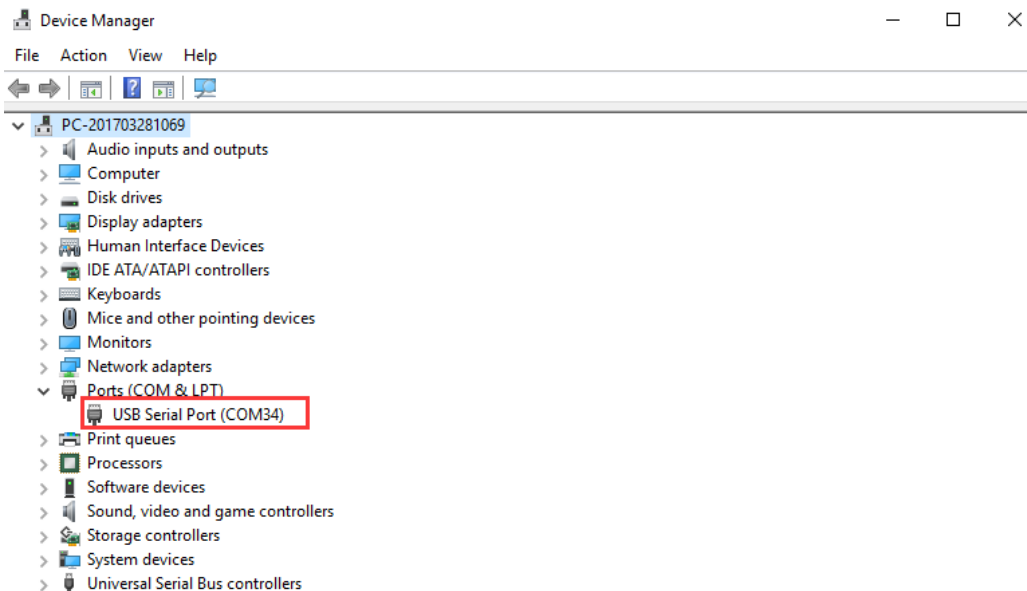 Device Manager
File Action View Help
PC-201703281069
Audio inputs and outputs
Computer
Disk drives
Display adapters
Human Interface Devices
IDE ATA/ATAPI controllers
Keyboards
Mice and other pointing devices
Monitors
Network adapters
Ports (COM & LPT)
USB Serial Port (COM34)
Print queues
Processors
Software devices
Sound, video and game controllers
Storage controllers
System devices
Universal Serial Bus controllers